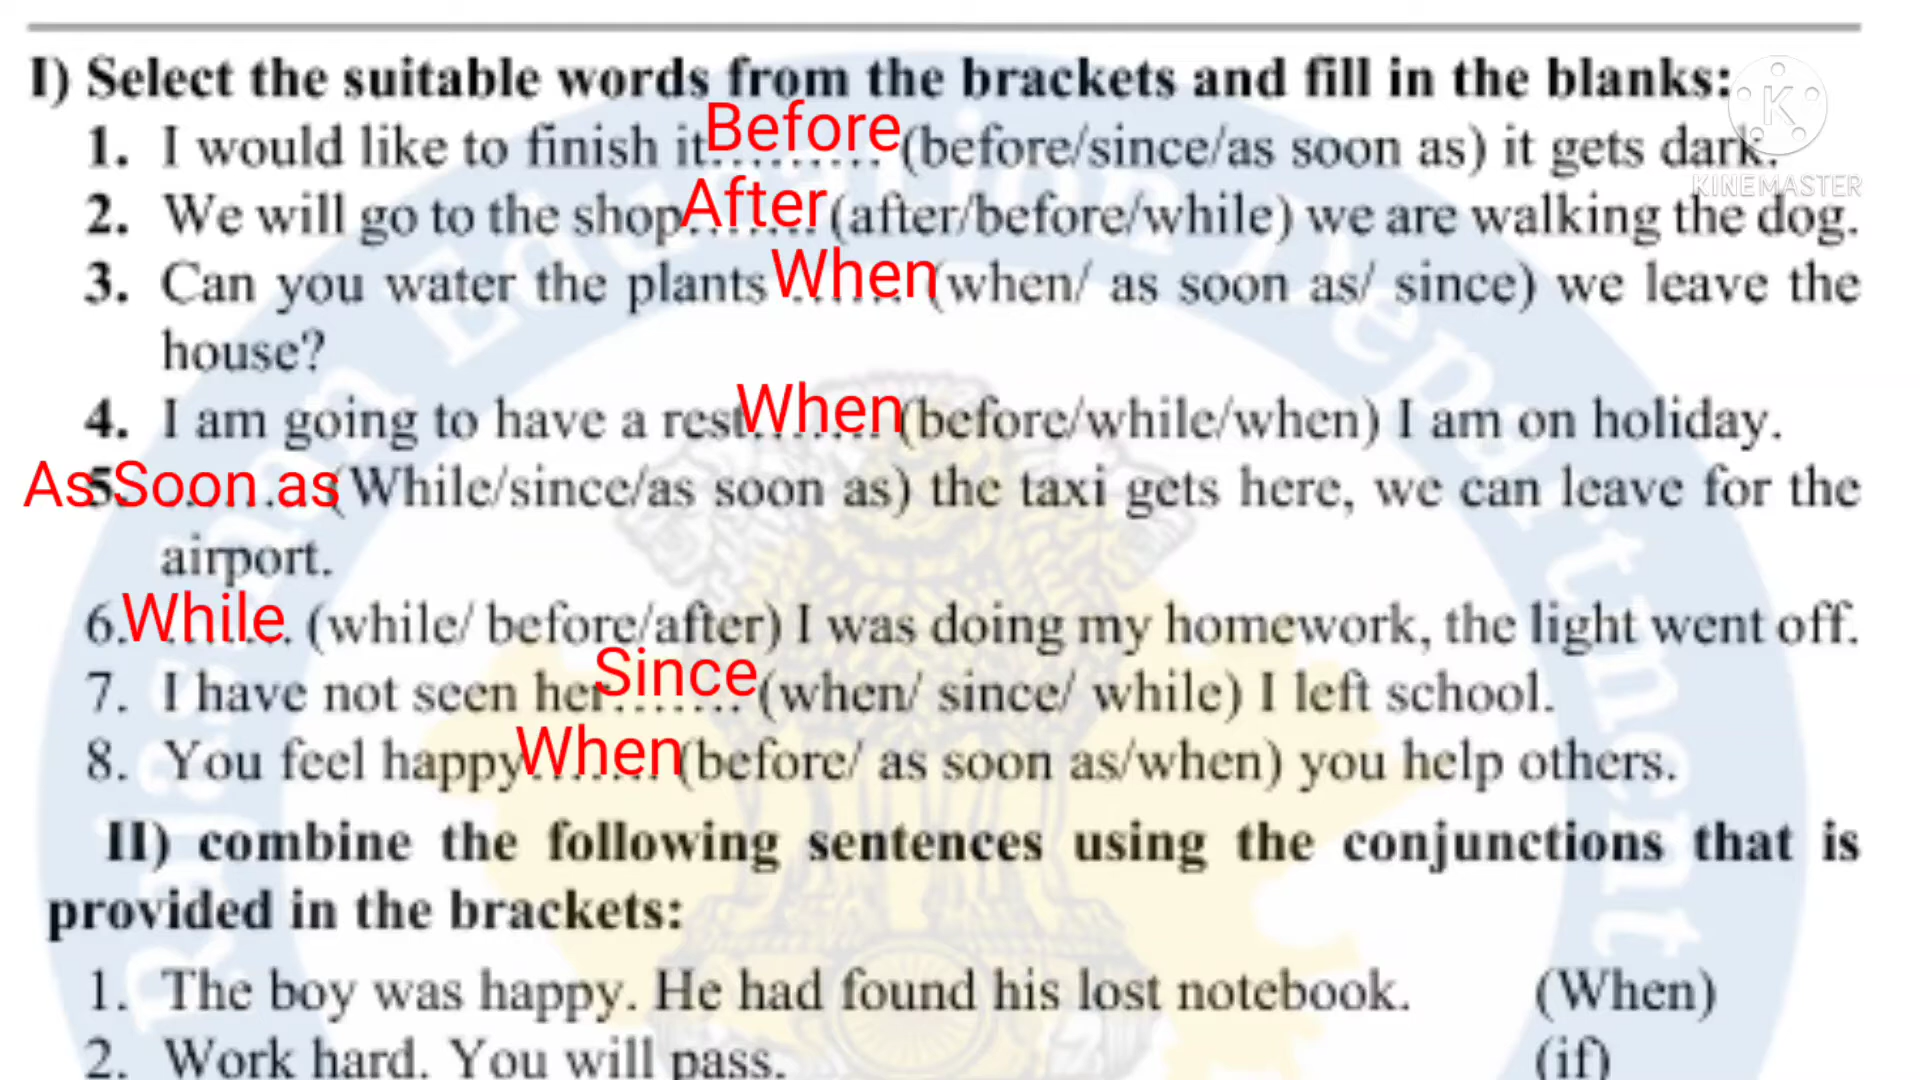 I) Select the suitable words from the brackets and fill in the blanks:
1. I would like to finish it Before ......... (before/since/as soon as) it gets dark.
KINEMASTER
2. We will go to the shop After ....... (after/before/while) we are walking the dog.
3. Can you water the plants When ...... (when/ as soon as/ since) we leave the
house?
4. I am going to have a rest When ....... (before/while/when) I am on holiday.
5. As Soon as ....... (While/since/as soon as) the taxi gets here, we can leave for the
airport.
6. While ....... (while/ before/after) I was doing my homework, the light went off.
7. I have not seen her Since ....... (when/ since/ while) I left school.
8. You feel happy When ....... (before/ as soon as/when) you help others.
II) combine the following sentences using the conjunctions that is
provided in the brackets:
1. The boy was happy. He had found his lost notebook. (When)
2. Work hard. You will pass. (if)
Rajasthan Education Department